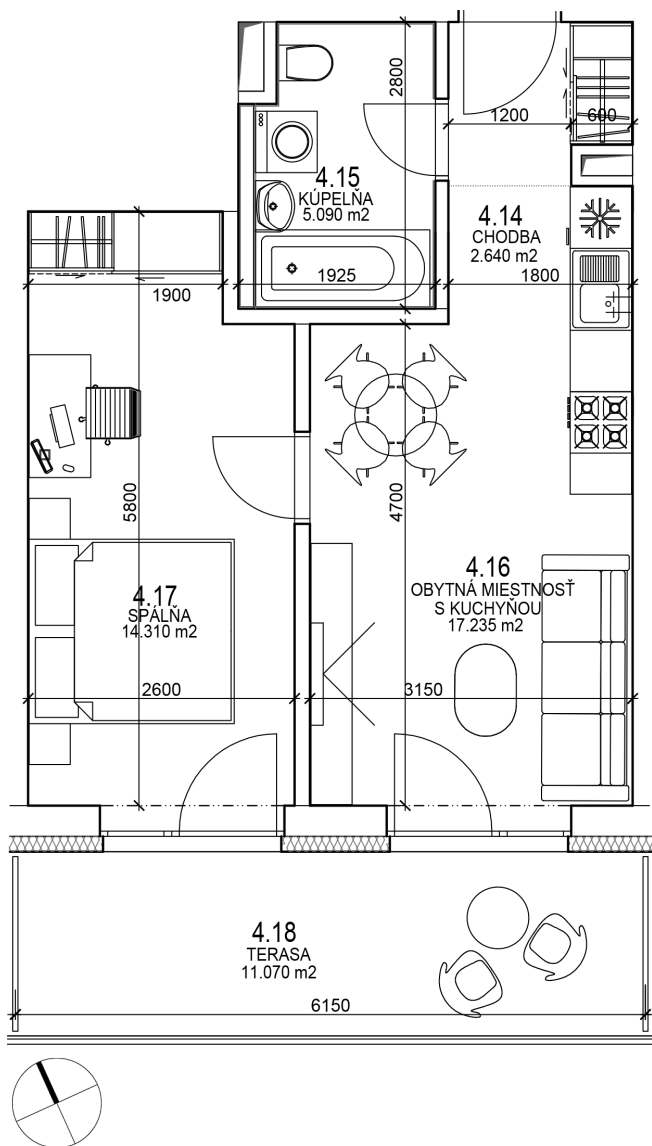 2800
1200
600
4.15
KÚPELŇA
5.090 m2
4.14
CHODBA
2.640 m2
1900
1925
1800
5800
4700
4.17
SPÁLŇA
14.310 m2
4.16
OBYTNÁ MIESTNOSŤ
S KUCHYŇOU
17.235 m2
2600
3150
4.18
TERASA
11.070 m2
6150